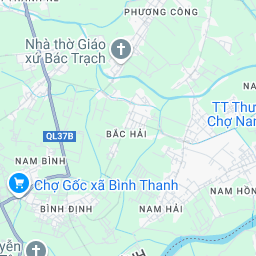 PHƯƠNG CÔNG
Nhà thờ Giáo
xứ Bác Trạch
TT Thư
Chợ Nam
QL37B
BẮC HẢI
NAM BÌNH
Chợ Gốc xã Bình Thanh
NAM HỒN
BÌNH ĐỊNH
NAM HẢI